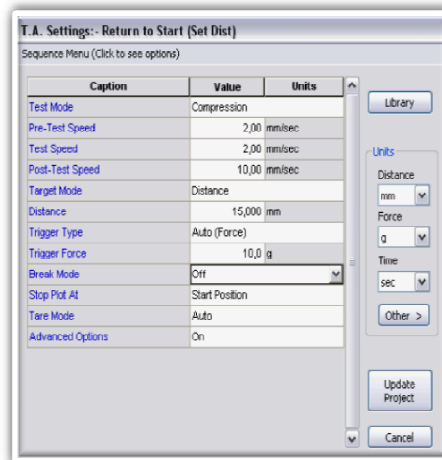 T.A. Settings:- Return to Start (Set Dist)
Sequence Menu (Click to see options)
Caption Value Units
Test Mode Compression
Pre-Test Speed 2,00 mm/sec
Test Speed 2,00 mm/sec
Post-Test Speed 10,00 mm/sec
Target Mode Distance
Distance 15,000 mm
Trigger Type Auto (Force)
Trigger Force 10,0 g
Break Mode Off
Stop Plot At Start Position
Tare Mode Auto
Advanced Options On
Library
Units
Distance
mm
Force
g
Time
sec
Other >
Update
Project
Cancel